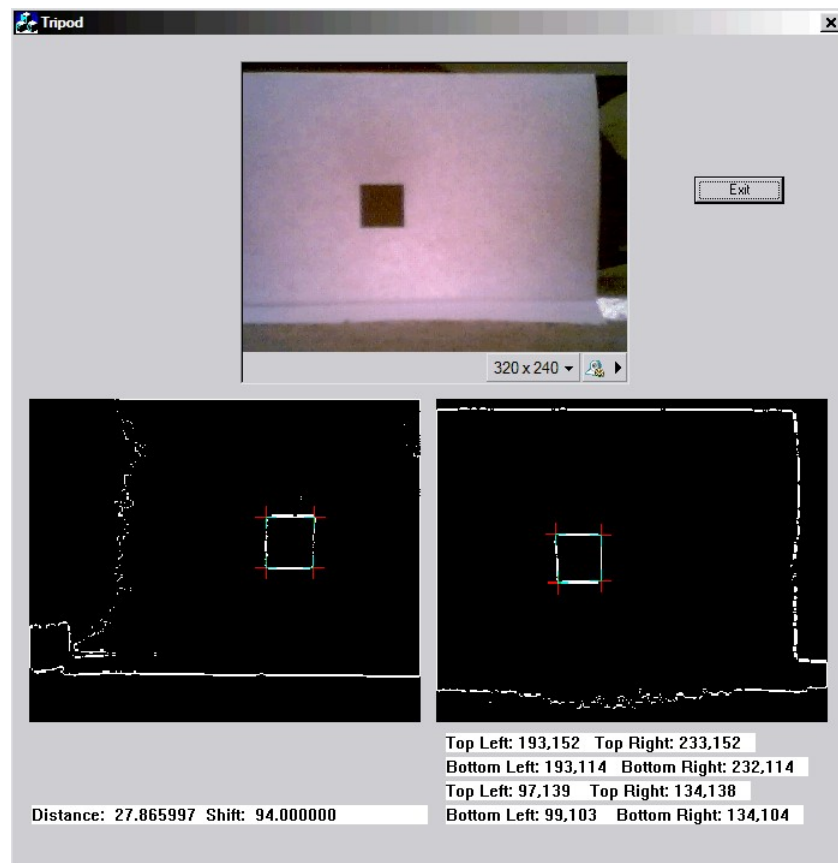 Tripod
Exit
320 x 240
Top Left: 193,152 Top Right: 233,152
Bottom Left: 193,114 Bottom Right: 232,114
Top Left: 97,139 Top Right: 134,138
Distance: 27.865997 Shift: 94.000000 Bottom Left: 99,103 Bottom Right: 134,104